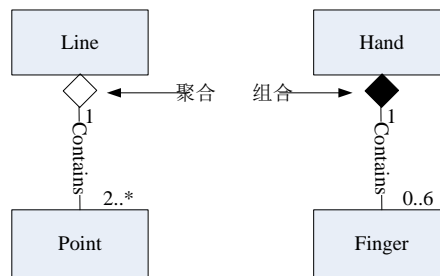 Line
Hand
聚合
组合
1
1
Contains
Contains
2..*
0..6
Point
Finger